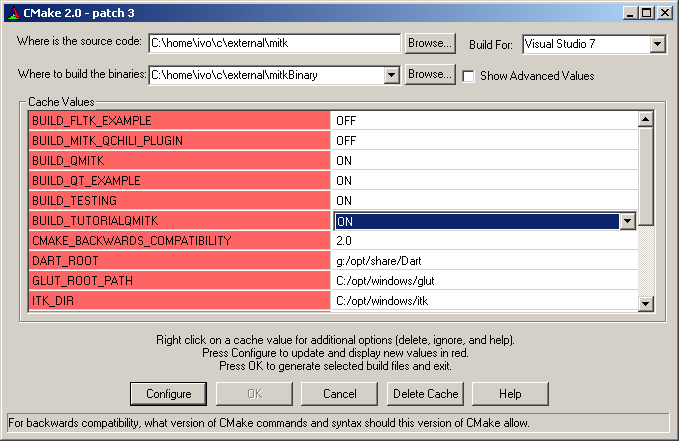 CMake 2.0 - patch 3
Where is the source code: C:\home\ivo\c\external\mitk Browse... Build For: Visual Studio 7
Where to build the binaries: C:\home\ivo\c\external\mitkBinary Browse... Show Advanced Values
Cache Values
BUILD_FLTK_EXAMPLE OFF
BUILD_MITK_QCHILI_PLUGIN OFF
BUILD_QMITK ON
BUILD_QT_EXAMPLE ON
BUILD_TESTING ON
BUILD_TUTORIALQMITK ON
CMAKE_BACKWARDS_COMPATIBILITY 2.0
DART_ROOT g:/opt/share/Dart
GLUT_ROOT_PATH C:/opt/windows/glut
ITK_DIR C:/opt/windows/itk
Right click on a cache value for additional options (delete, ignore, and help).
Press Configure to update and display new values in red.
Press OK to generate selected build files and exit.
Configure OK Cancel Delete Cache Help
For backwards compatibility, what version of CMake commands and syntax should this version of CMake allow.